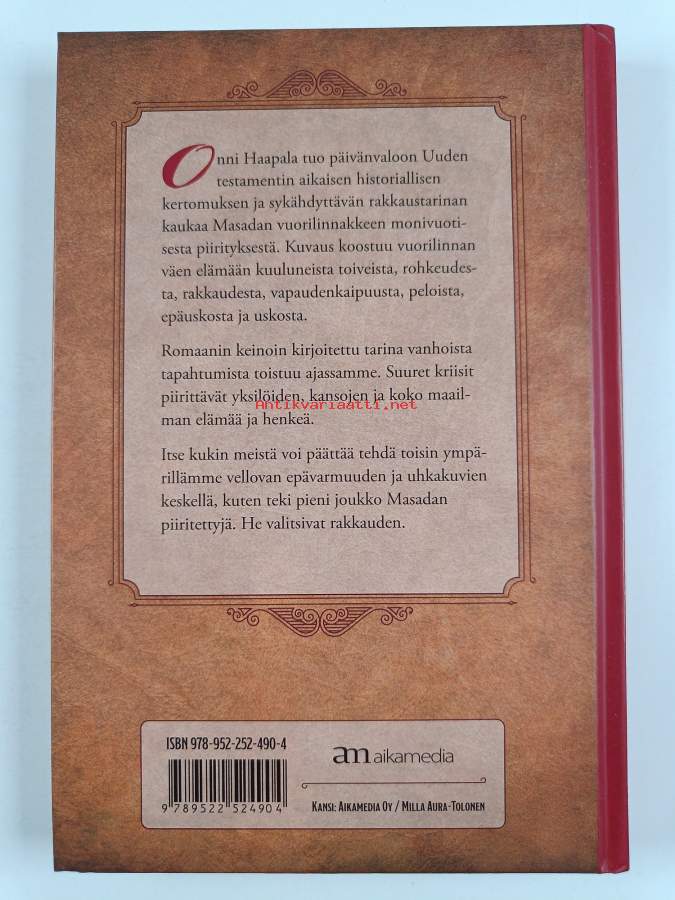 Onni Haapala tuo päivänvaloon Uuden
testamentin aikaisen historiallisen
kertomuksen ja sykähdyttävän rakkaustarinan
kaukaa Masadan vuorilinnakkeen monivuoti-
sesta piirityksestä. Kuvaus koostuu vuorilinnan
väen elämään kuuluneista toiveista, rohkeudes-
ta, rakkaudesta, vapaudenkaipuusta, peloista,
epäuskosta ja uskosta.
Romaanin keinoin kirjoitettu tarina vanhoista
tapahtumista toistuu ajassamme. Suuret kriisit
piirittävät yksilöiden, kansojen ja koko maail-
Antikvariaatti.net
man elämää ja henkeä.
Itse kukin meistä voi päättää tehdä toisin ympä-
rillämme vellovan epävarmuuden ja uhkakuvien
keskellä, kuten teki pieni joukko Masadan
piiritettyjä. He valitsivat rakkauden.
ISBN 978-952-252-490-4
am aikamedia
9 789522 524904
Kansi: Aikamedia Oy / Milla Aura-Tolonen